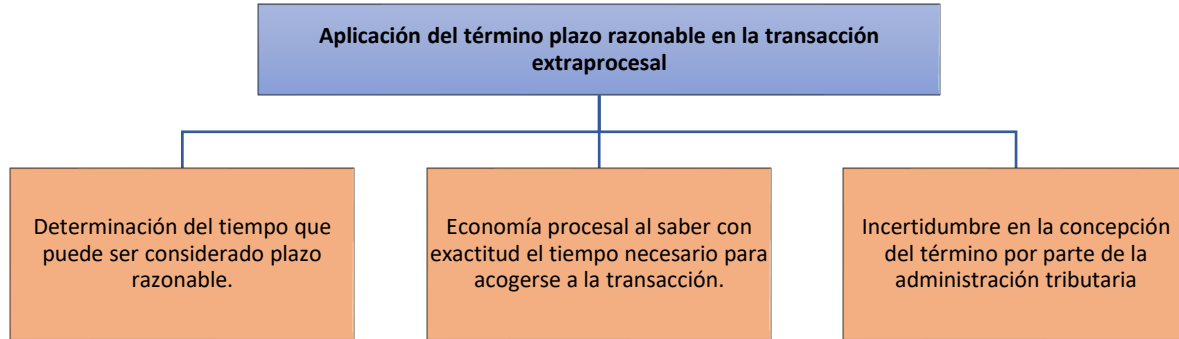 Aplicación del término plazo razonable en la transacción
extraprocesal
Determinación del tiempo que
puede ser considerado plazo
razonable.
Economía procesal al saber con
exactitud el tiempo necesario para
acogerse a la transacción.
Incertidumbre en la concepción
del término por parte de la
administración tributaria